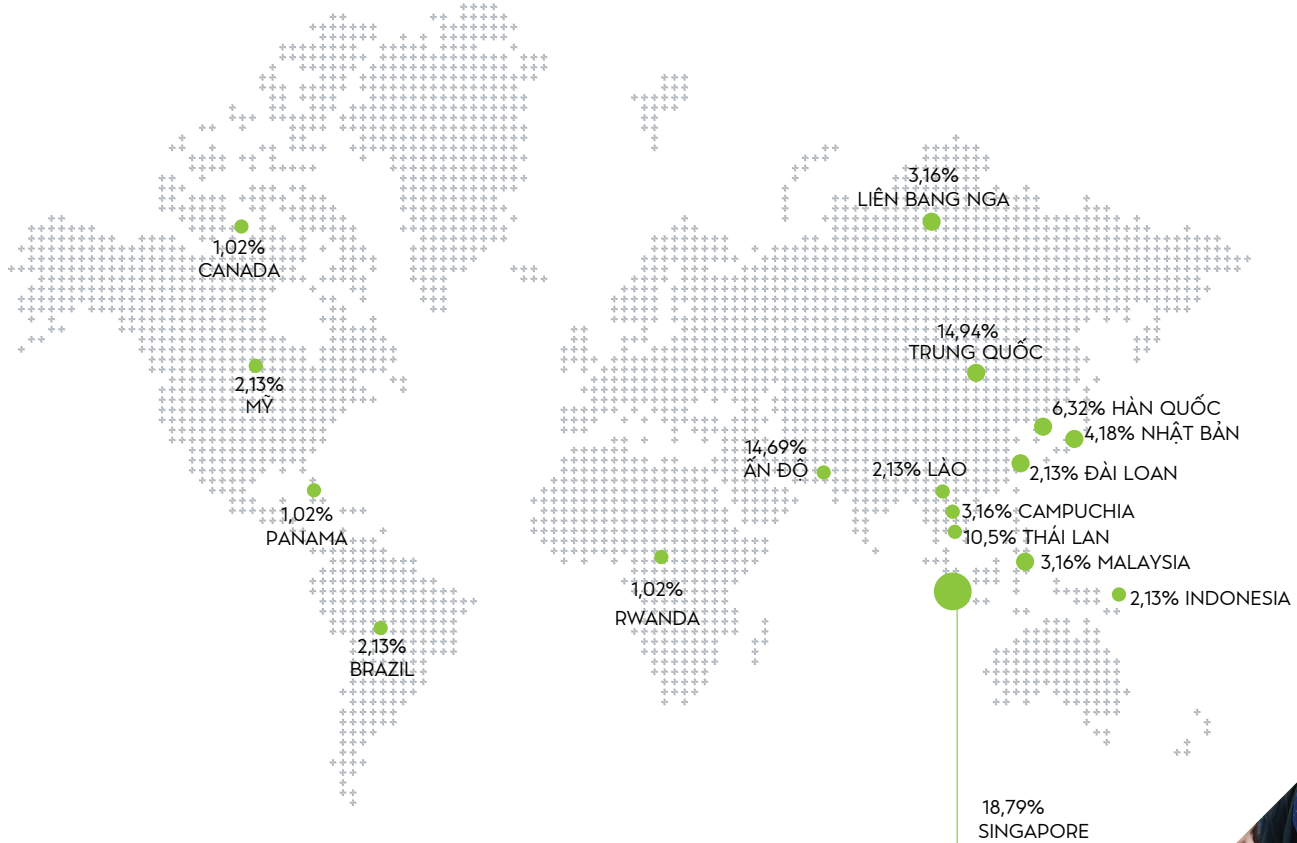 3,16%
LIÊN BANG NGA
1,02%
CANADA
14,94%
TRUNG QUỐC
2,13%
MỸ
6,32% HÀN QUỐC
4,18% NHẬT BẢN
14,69%
ẤN ĐỘ
2,13% LÀO
2,13% ĐÀI LOAN
1,02%
PANAMA
3,16% CAMPUCHIA
10,5% THÁI LAN
3,16% MALAYSIA
1,02%
RWANDA
2,13% INDONESIA
2,13%
BRAZIL
18,79%
SINGAPORE